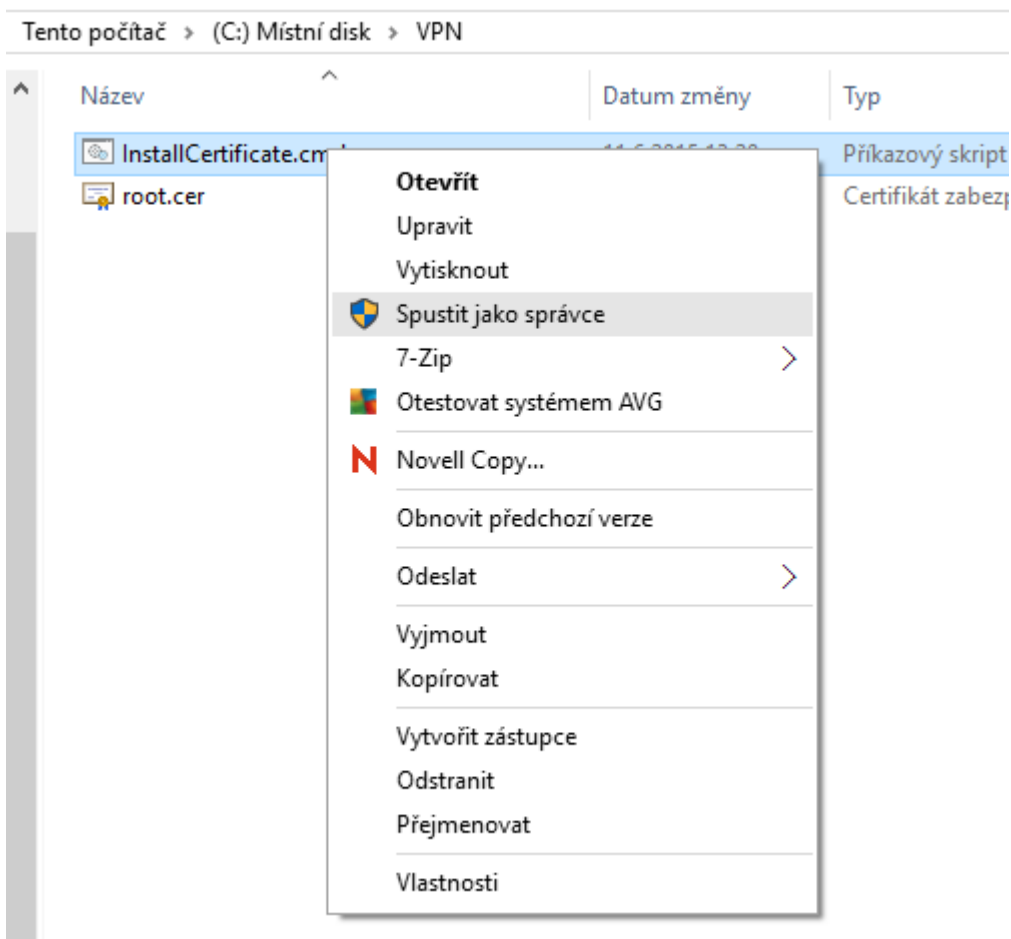 Tento počítač > (C:) Místní disk > VPN
Název Datum změny Typ
InstallCertificate.cm Příkazový skript
root.cer Certifikát
Otevřít
Upravit
Vytisknout
Spustit jako správce
7-Zip
Otestovat systémem AVG
Novell Copy...
Obnovit předchozí verze
Odeslat
Vyjmout
Kopírovat
Vytvořit zástupce
Odstranit
Přejmenovat
Vlastnosti